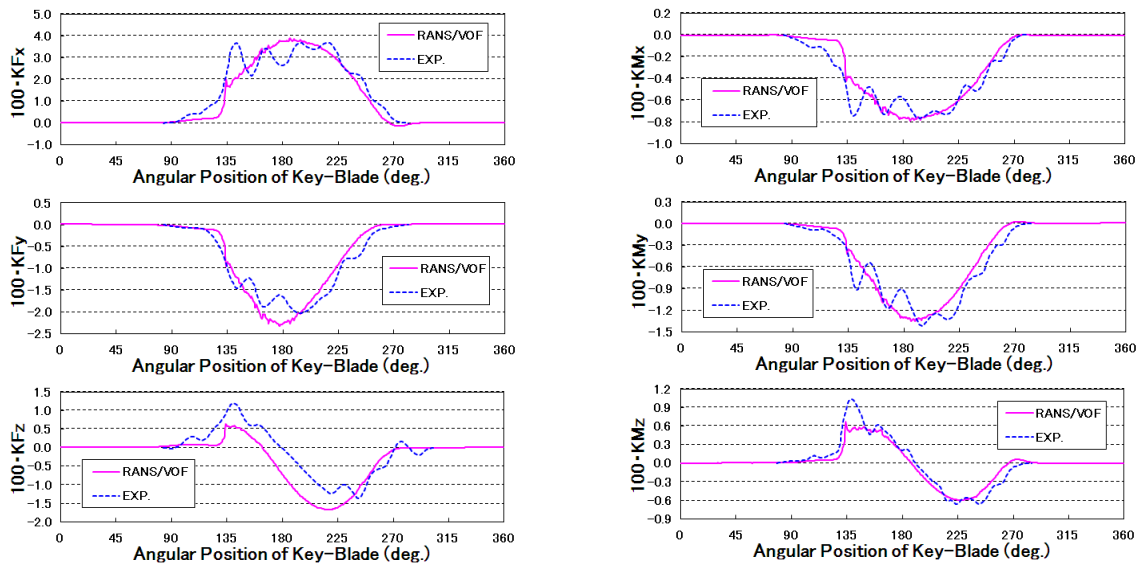 100・KFx
5.0
4.0
3.0
2.0
1.0
0.0
-1.0
RANS/VOF
EXP.
0 45 90 135 180 225 270 315 360
Angular Position of Key-Blade (deg.)
100・KMx
0.2
0.0
-0.2
-0.4
-0.6
-0.8
-1.0
RANS/VOF
EXP.
0 45 90 135 180 225 270 315 360
Angular Position of Key-Blade (deg.)
100・KFy
0.5
0.0
-0.5
-1.0
-1.5
-2.0
-2.5
RANS/VOF
EXP.
0 45 90 135 180 225 270 315 360
Angular Position of Key-Blade (deg.)
100・KMy
0.3
0.0
-0.3
-0.6
-0.9
-1.2
-1.5
RANS/VOF
EXP.
0 45 90 135 180 225 270 315 360
Angular Position of Key-Blade (deg.)
100・KFz
1.5
1.0
0.5
0.0
-0.5
-1.0
-1.5
-2.0
RANS/VOF
EXP.
0 45 90 135 180 225 270 315 360
Angular Position of Key-Blade (deg.)
100・KMz
1.2
0.9
0.6
0.3
0.0
-0.3
-0.6
-0.9
RANS/VOF
EXP.
0 45 90 135 180 225 270 315 360
Angular Position of Key-Blade (deg.)